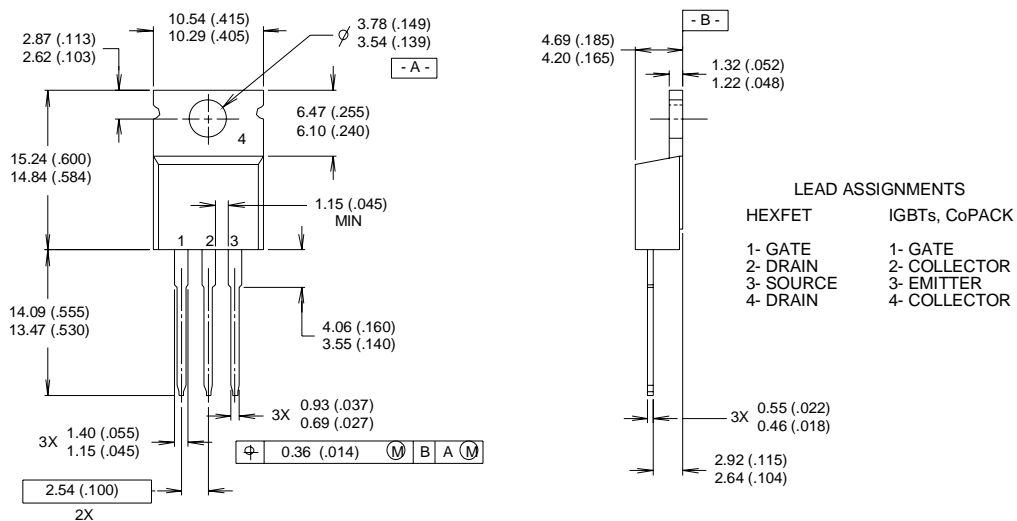 10.54 (.415)
10.29 (.405)
2.87 (.113)
2.62 (.103)
3.78 (.149)
3.54 (.139)
- A -
6.47 (.255)
6.10 (.240)
4
15.24 (.600)
14.84 (.584)
1.15 (.045)
MIN
1 2 3
14.09 (.555)
13.47 (.530)
4.06 (.160)
3.55 (.140)
3X 0.93 (.037)
0.69 (.027)
3X 1.40 (.055)
1.15 (.045)
0.36 (.014) M B A M
2.54 (.100)
2X
- B -
4.69 (.185)
4.20 (.165)
1.32 (.052)
1.22 (.048)
3X 0.55 (.022)
0.46 (.018)
2.92 (.115)
2.64 (.104)
LEAD ASSIGNMENTS
HEXFET
1- GATE
2- DRAIN
3- SOURCE
4- DRAIN
IGBTs, CoPACK
1- GATE
2- COLLECTOR
3- EMITTER
4- COLLECTOR